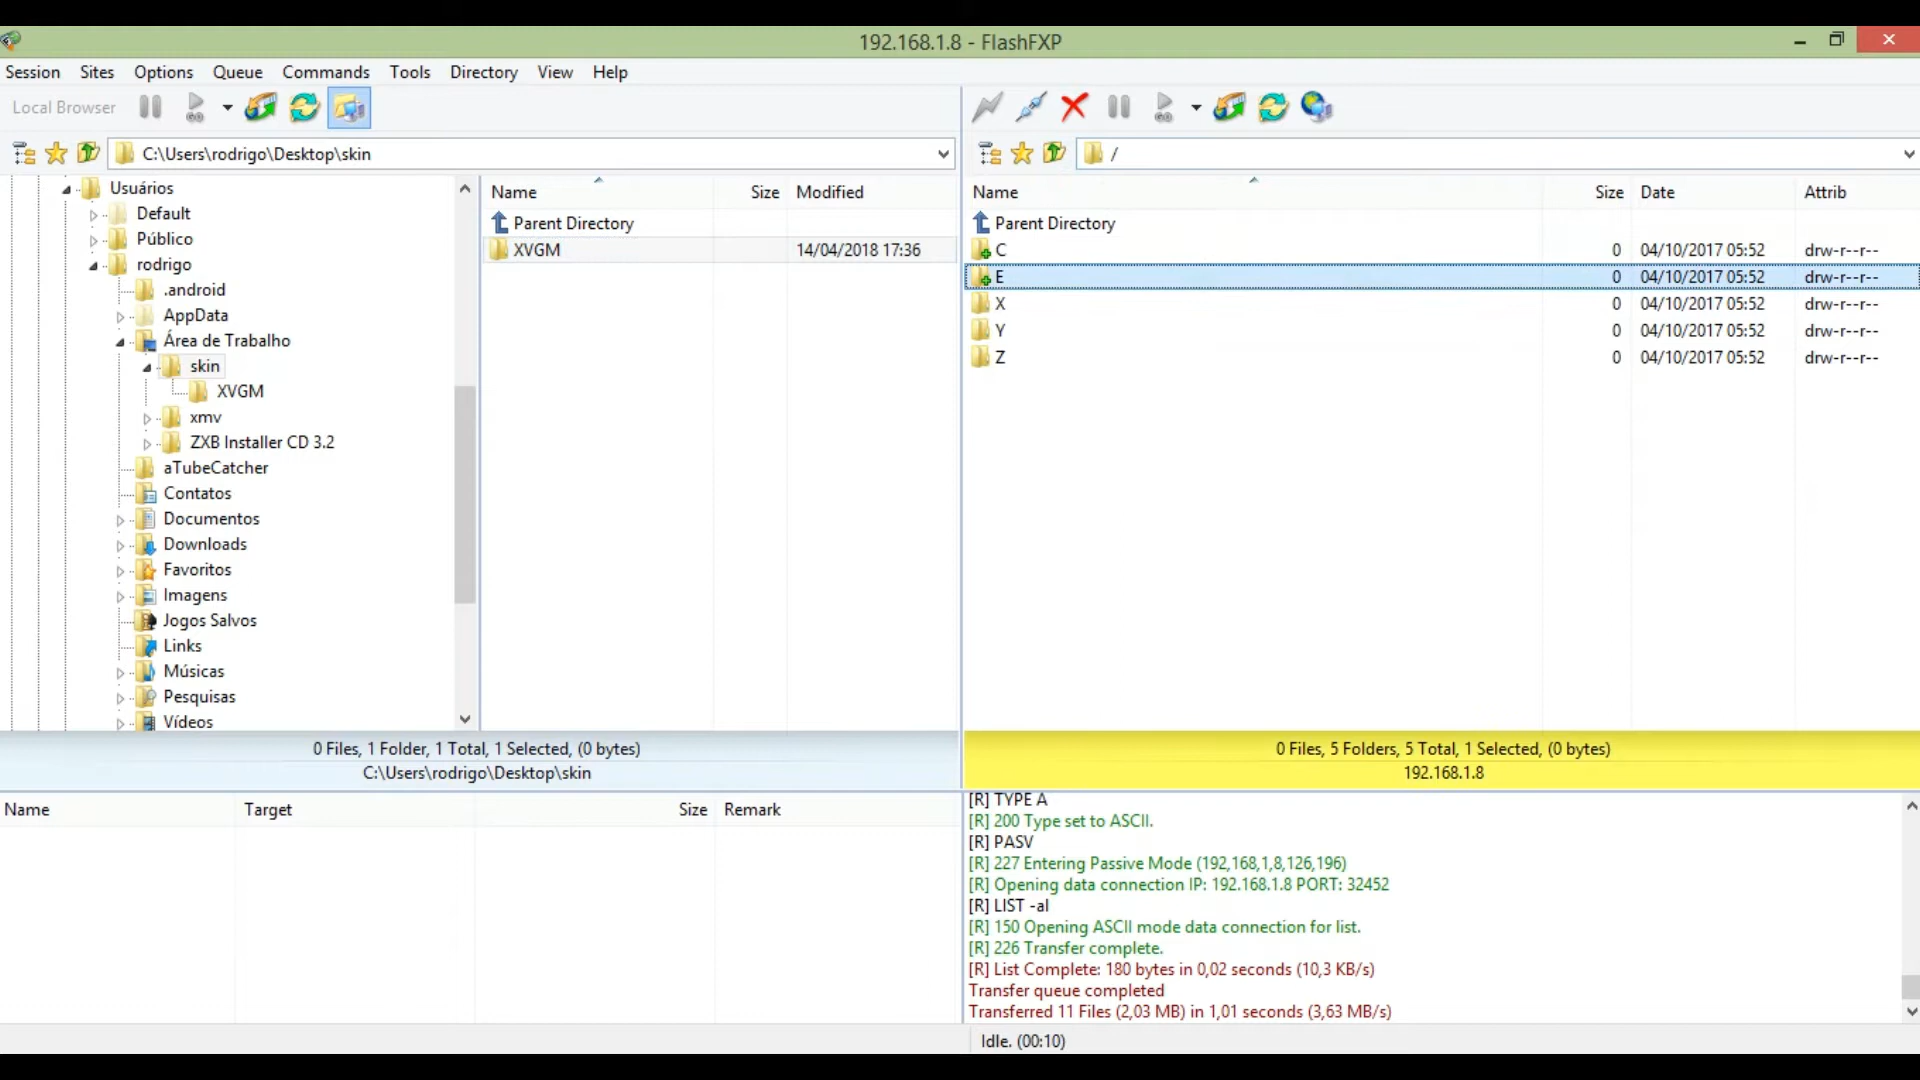 192.168.1.8 - FlashFXP
Session Sites Options Queue Commands Tools Directory View Help
Local Browser
C:\Users\rodrigo\Desktop\skin
/
Usuários
Default
Público
rodrigo
.android
AppData
Área de Trabalho
skin
XVGM
xmv
ZXB Installer CD 3.2
aTubeCatcher
Contatos
Documentos
Downloads
Favoritos
Imagens
Jogos Salvos
Links
Músicas
Pesquisas
Vídeos
Name Size Modified
Parent Directory
XVGM 14/04/2018 17:36
Name Size Date Attrib
Parent Directory
C 0 04/10/2017 05:52 drw-r--r--
E 0 04/10/2017 05:52 drw-r--r--
X 0 04/10/2017 05:52 drw-r--r--
Y 0 04/10/2017 05:52 drw-r--r--
Z 0 04/10/2017 05:52 drw-r--r--
0 Files, 1 Folder, 1 Total, 1 Selected, (0 bytes)
C:\Users\rodrigo\Desktop\skin
0 Files, 5 Folders, 5 Total, 1 Selected, (0 bytes)
192.168.1.8
Name Target Size Remark
[R] TYPE A
[R] 200 Type set to ASCII.
[R] PASV
[R] 227 Entering Passive Mode (192,168,1,8,126,196)
[R] Opening data connection IP: 192.168.1.8 PORT: 32452
[R] LIST -al
[R] 150 Opening ASCII mode data connection for list.
[R] 226 Transfer complete.
[R] List Complete: 180 bytes in 0,02 seconds (10,3 KB/s)
Transfer queue completed
Transferred 11 Files (2,03 MB) in 1,01 seconds (3,63 MB/s)
Idle. (00:10)